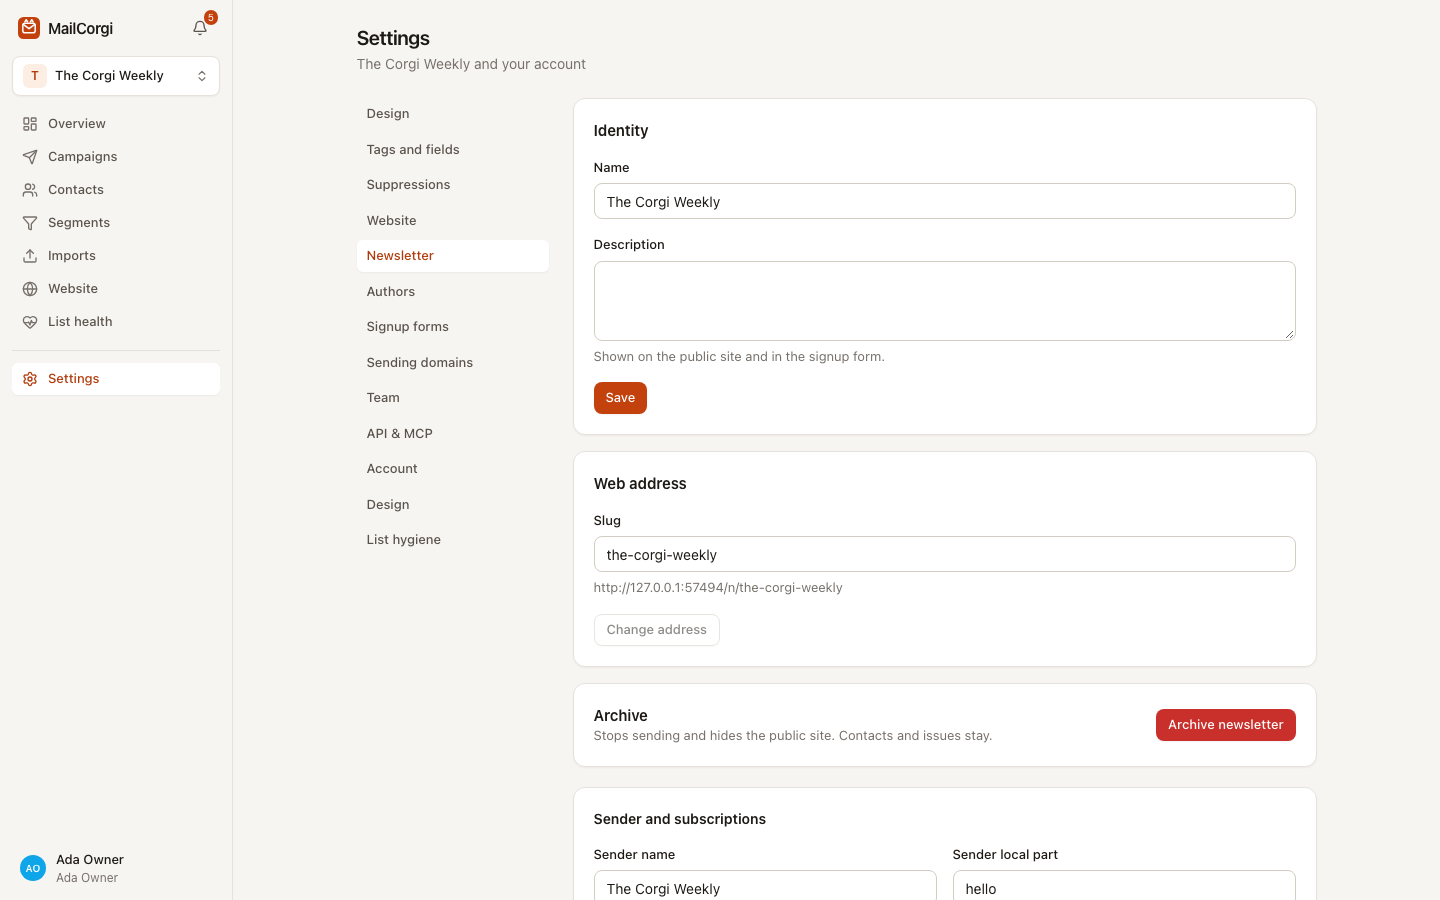 MailCorgi
5
T
The Corgi Weekly
Overview
Campaigns
Contacts
Segments
Imports
Website
List health
Settings
AO
Ada Owner
Ada Owner
Settings
The Corgi Weekly and your account
Design
Tags and fields
Suppressions
Website
Newsletter
Authors
Signup forms
Sending domains
Team
API & MCP
Account
Design
List hygiene
Identity
Name
The Corgi Weekly
Description
Shown on the public site and in the signup form.
Save
Web address
Slug
the-corgi-weekly
http://127.0.0.1:57494/n/the-corgi-weekly
Change address
Archive
Stops sending and hides the public site. Contacts and issues stay.
Archive newsletter
Sender and subscriptions
Sender name
Sender local part
The Corgi Weekly
hello